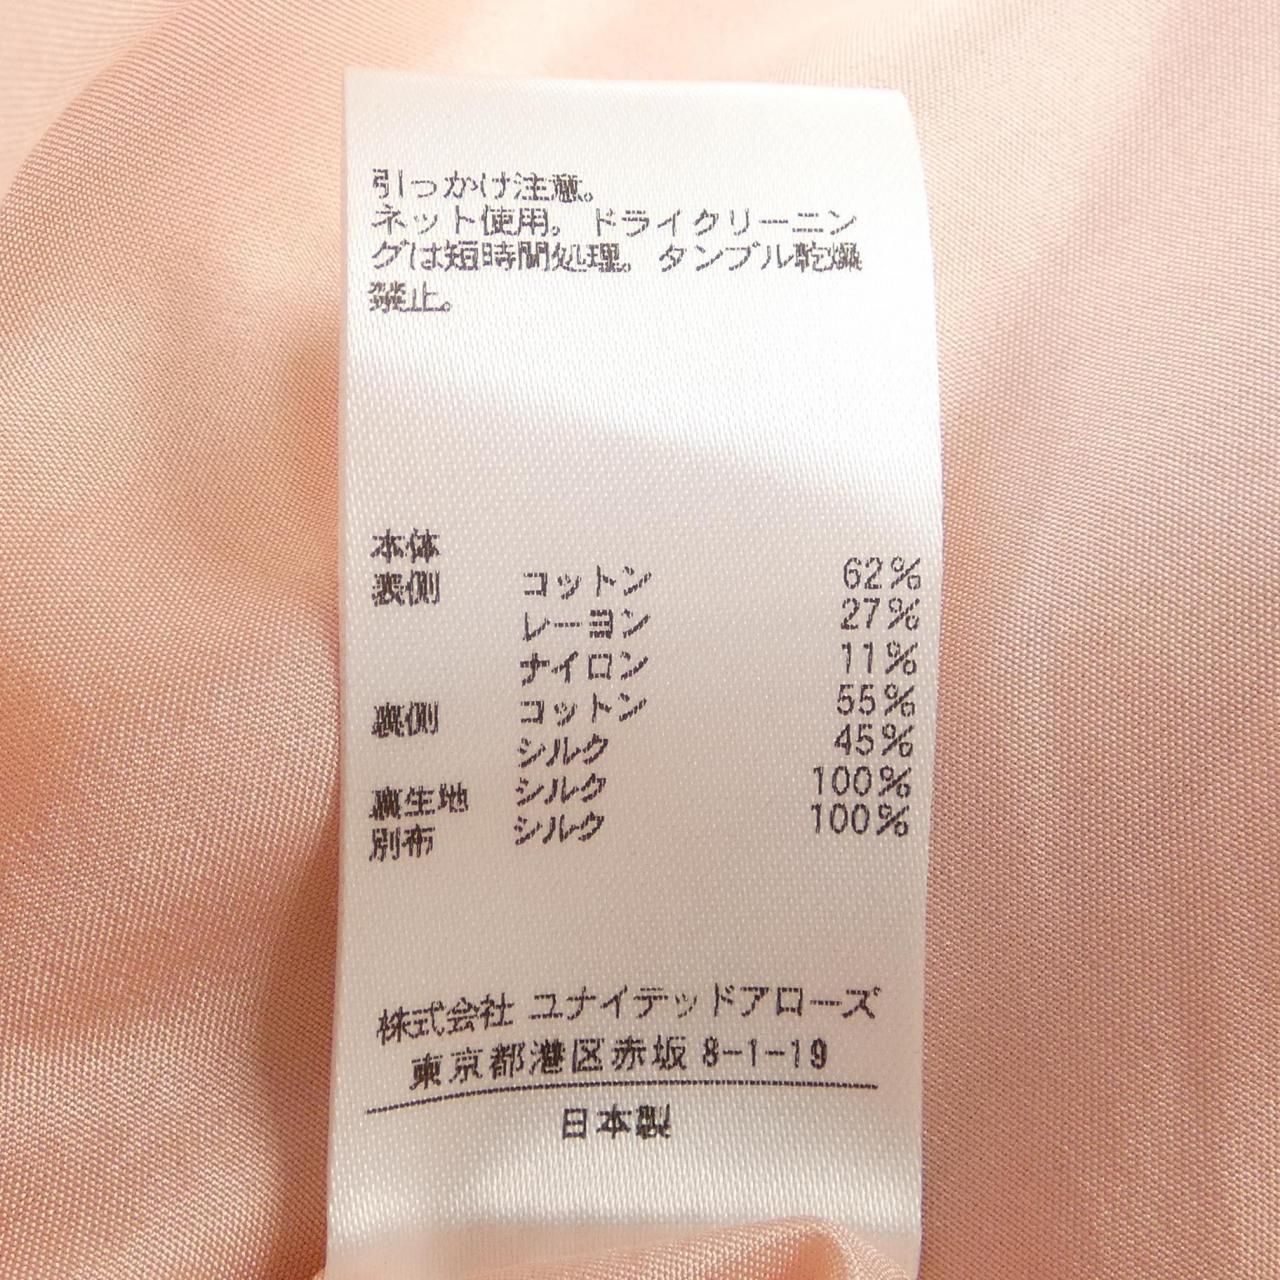 引っかけ注意。
ネット使用。ドライクリーニン
グは短時間処理。タンブル乾燥
禁止。
本体
表側 コットン 62%
レーヨン 27%
ナイロン 11%
裏側 コットン 55%
シルク 45%
裏生地 シルク 100%
別布 シルク 100%
株式会社 ユナイテッドアローズ
東京都港区赤坂 8-1-19
日本製